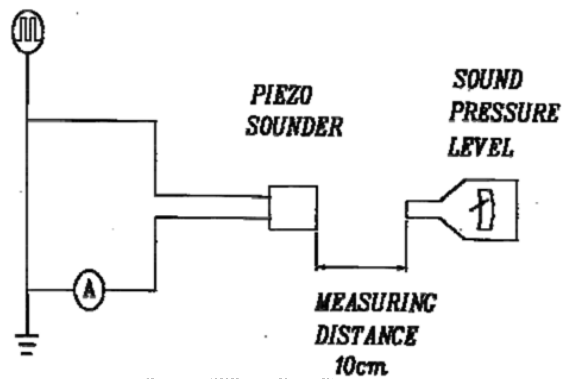 PIEZO
SOUNDER
SOUND
PRESSURE
LEVEL
A
MEASURING
DISTANCE
10cm